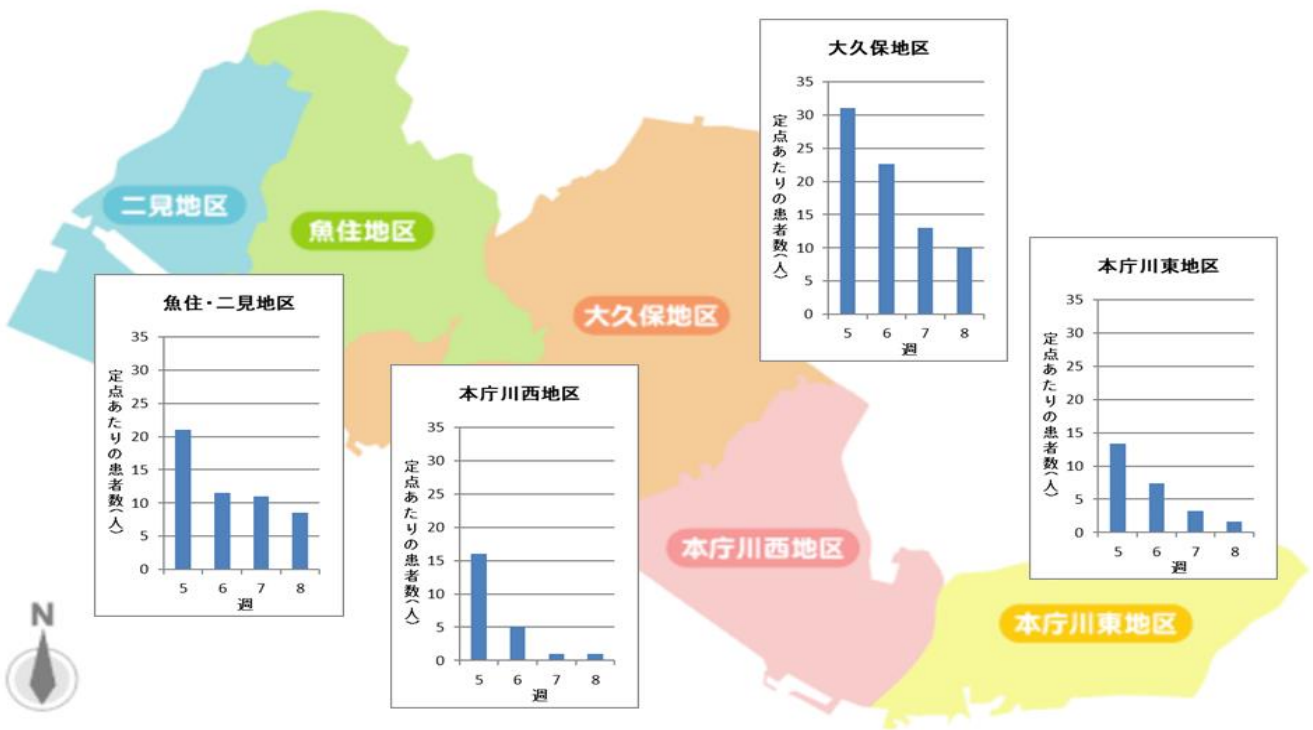 二見地区
魚住地区
大久保地区
本庁川西地区
本庁川東地区
N
大久保地区
定点あたりの患者数(人)
35
30
25
20
15
10
5
0
5 6 7 8
週
本庁川東地区
定点あたりの患者数(人)
35
30
25
20
15
10
5
0
5 6 7 8
週
魚住・二見地区
定点あたりの患者数(人)
35
30
25
20
15
10
5
0
5 6 7 8
週
本庁川西地区
定点あたりの患者数(人)
35
30
25
20
15
10
5
0
5 6 7 8
週